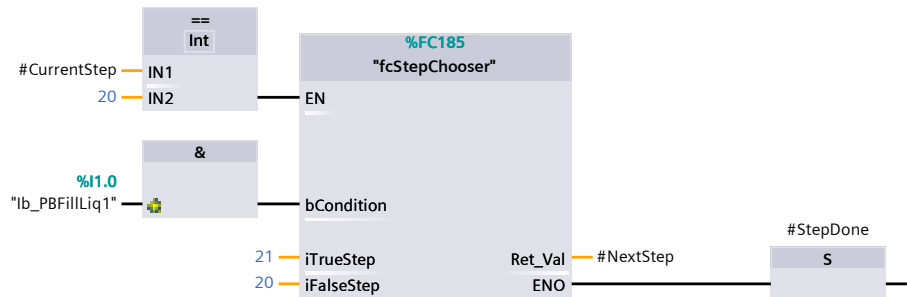 ==
Int
#CurrentStep
IN1
20
IN2
%FC185
"fcStepChooser"
EN
&
%I1.0
"Ib_PBFillLiq1"
bCondition
21
iTrueStep
Ret_Val
#NextStep
20
iFalseStep
ENO
#StepDone
S